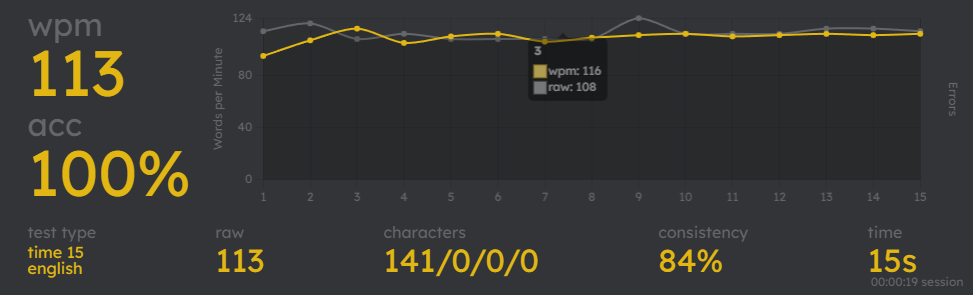 wpm
113
acc
100%
Words per Minute
124
80
40
0
1 2 3 4 5 6 7 8 9 10 11 12 13 14 15
3
wpm: 116
raw: 108
Errors
test type
time 15
english
raw
113
characters
141/0/0/0
consistency
84%
time
15s
00:00:19 session